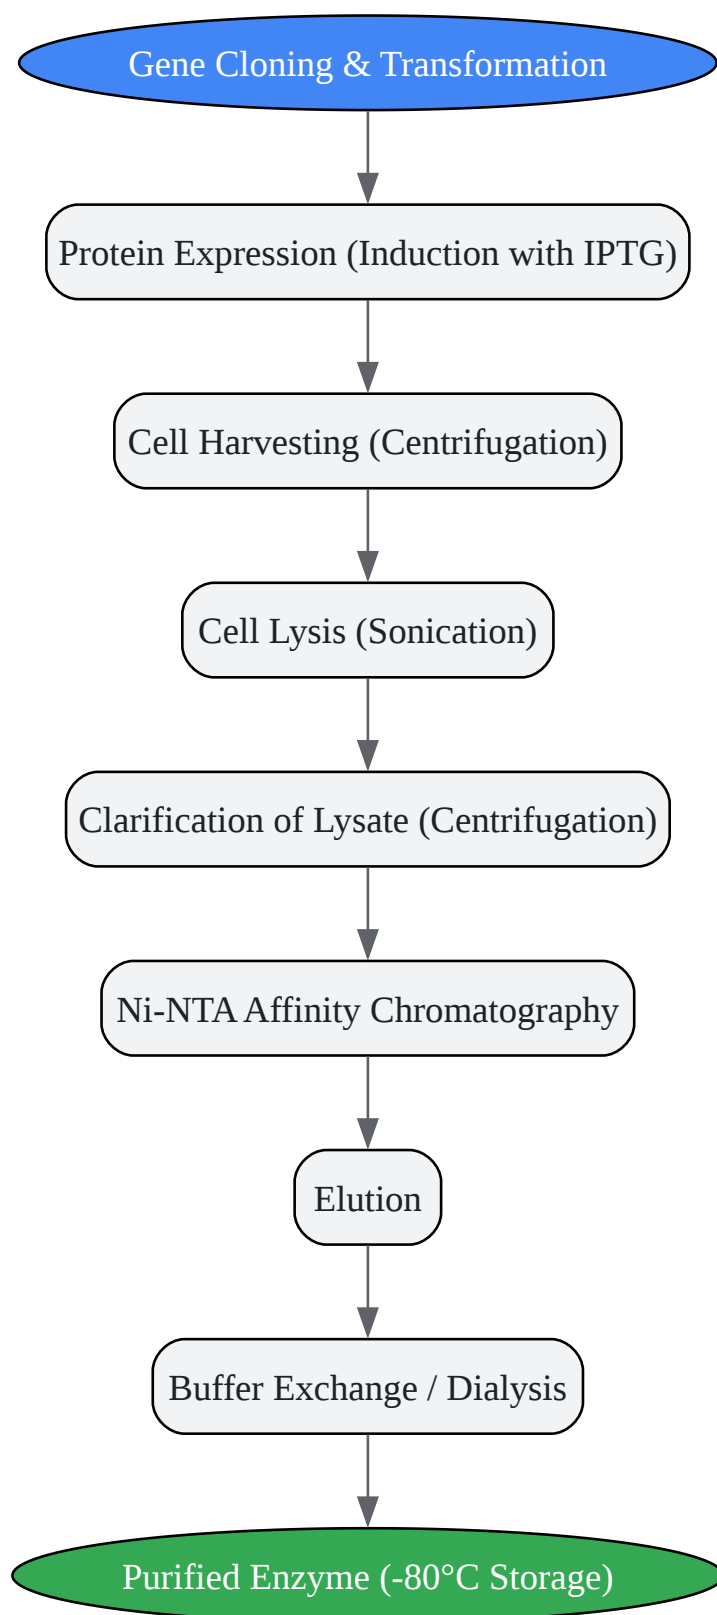 Gene Cloning & Transformation
Protein Expression (Induction with IPTG)
Cell Harvesting (Centrifugation)
Cell Lysis (Sonication)
Clarification of Lysate (Centrifugation)
Ni-NTA Affinity Chromatography
Elution
Buffer Exchange / Dialysis
Purified Enzyme (-80°C Storage)